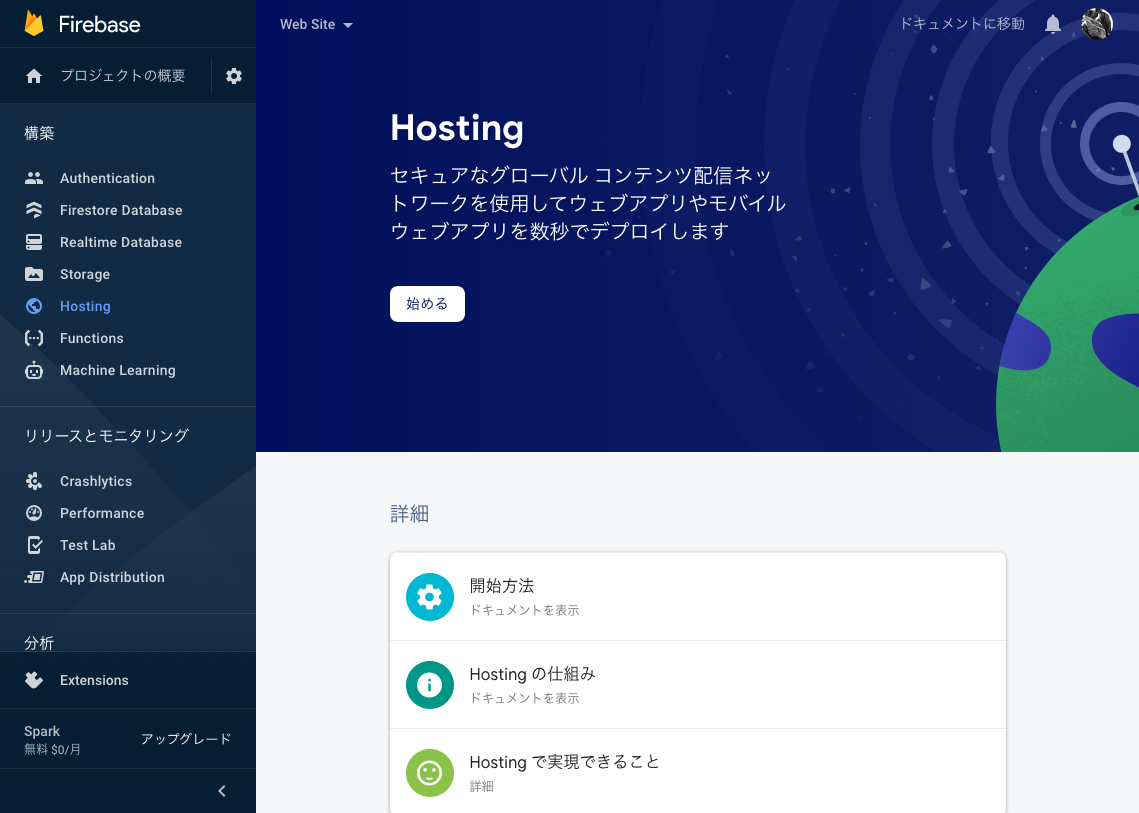 Firebase
プロジェクトの概要
構築
Authentication
Firestore Database
Realtime Database
Storage
Hosting
Functions
Machine Learning
リリースとモニタリング
Crashlytics
Performance
Test Lab
App Distribution
分析
Extensions
Spark
無料 $0/月
アップグレード
Web Site
ドキュメントに移動
Hosting
セキュアなグローバル コンテンツ配信ネッ
トワークを使用してウェブアプリやモバイル
ウェブアプリを数秒でデプロイします
始める
詳細
開始方法
ドキュメントを表示
Hosting の仕組み
ドキュメントを表示
Hosting で実現できること
詳細